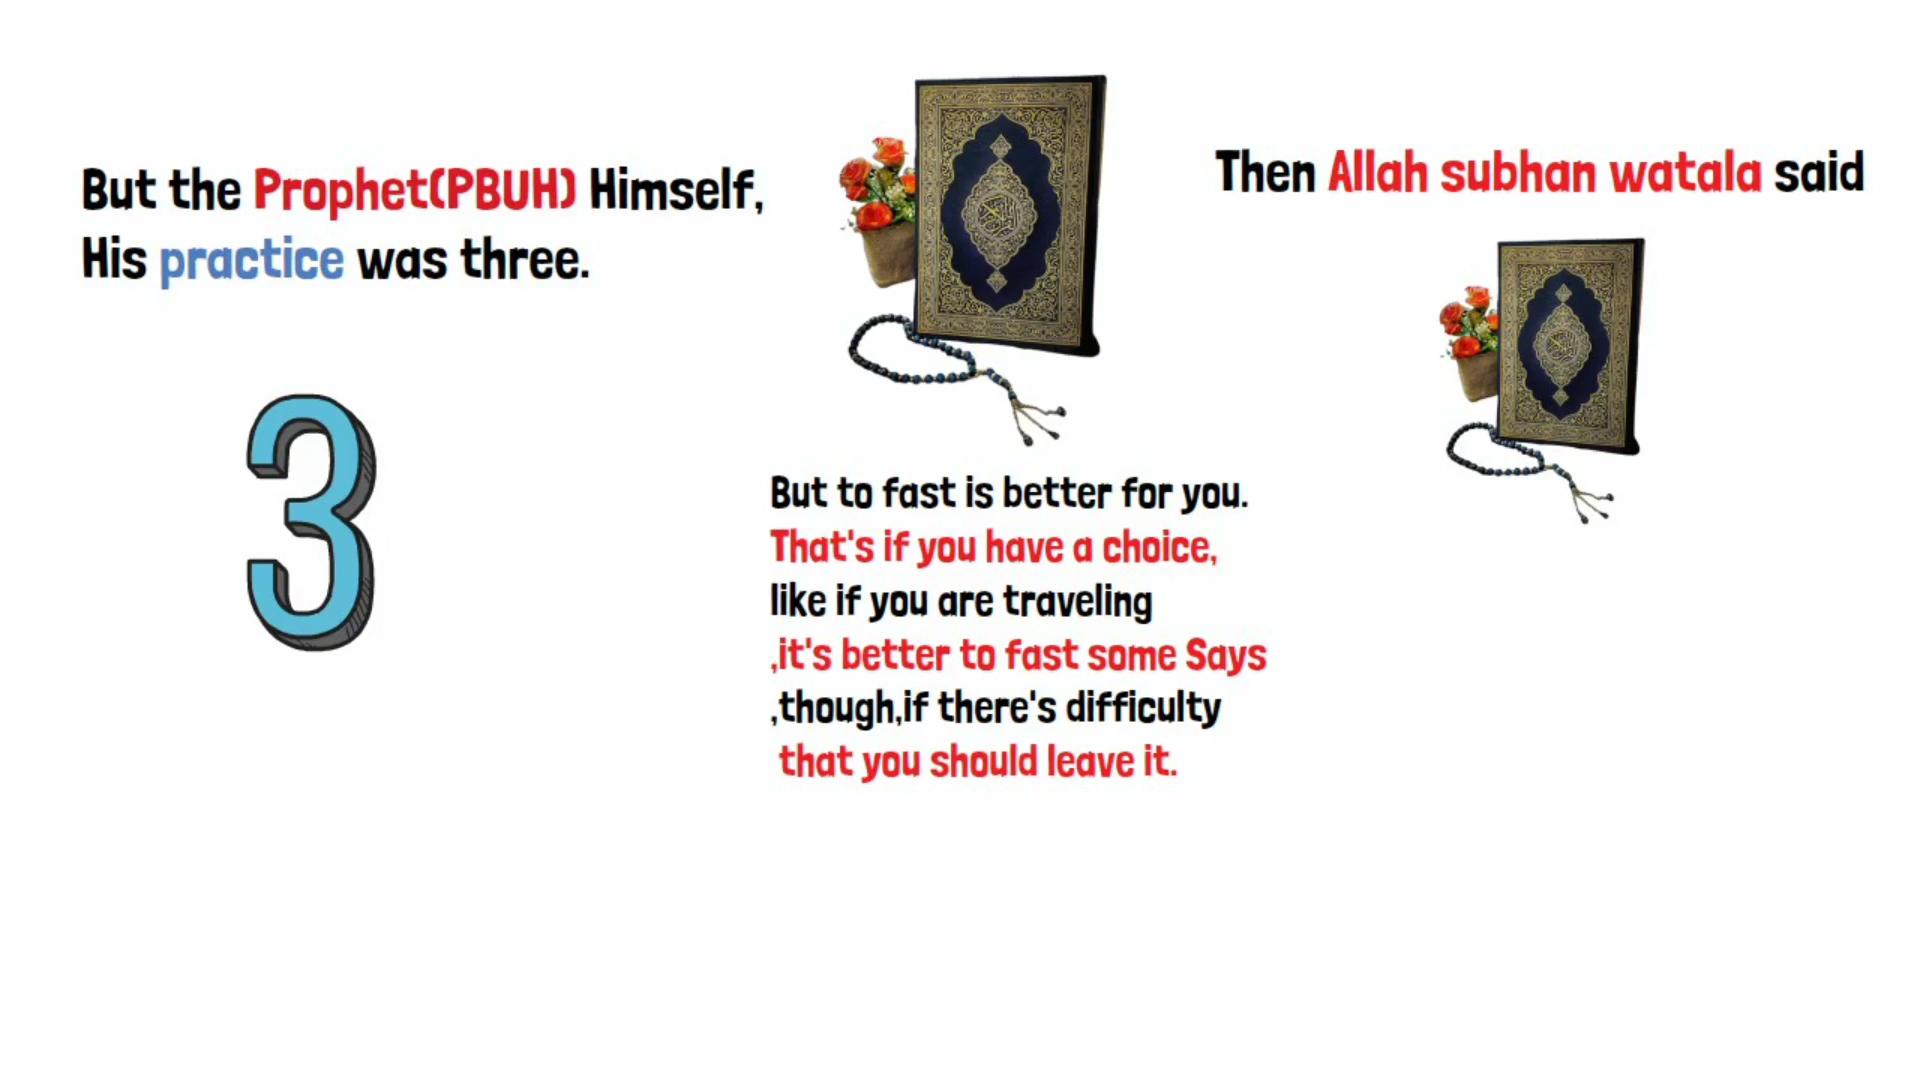 But the Prophet(PBUH) Himself,
His practice was three.
3
But to fast is better for you.
That's if you have a choice,
like if you are traveling
,it's better to fast some Says
,though,if there's difficulty
that you should leave it.
Then Allah subhan watala said